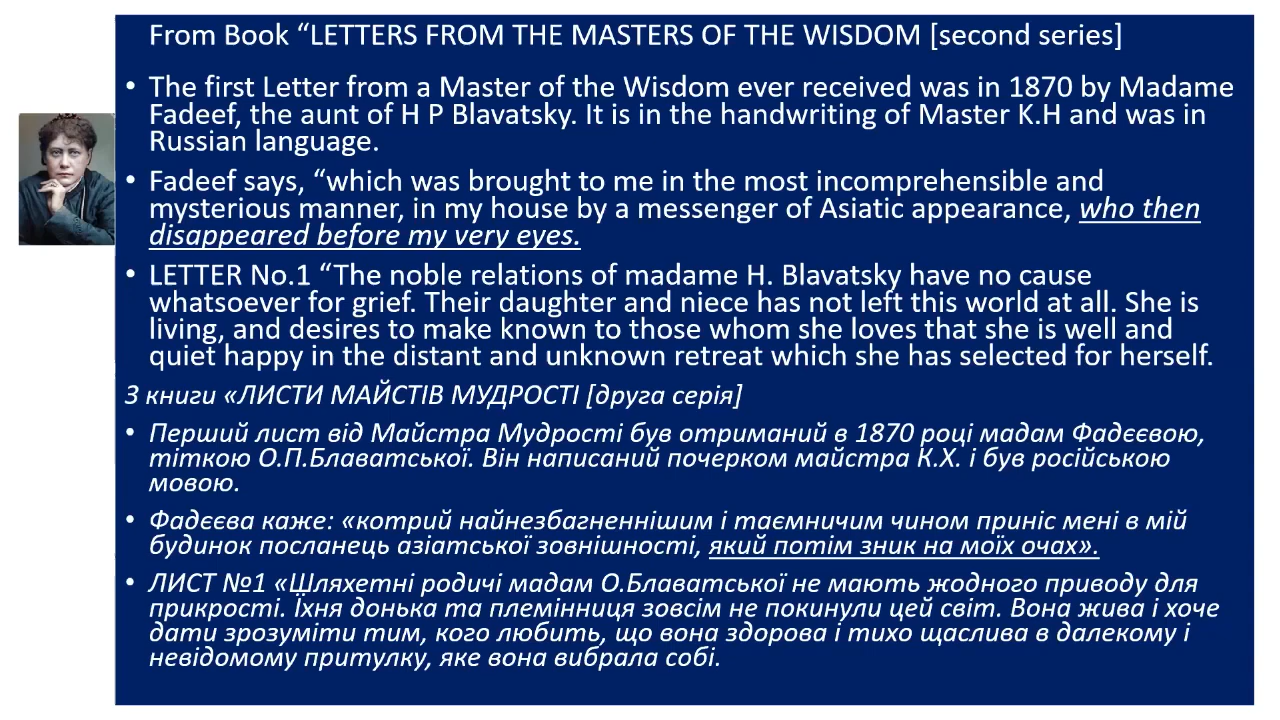 From Book “LETTERS FROM THE MASTERS OF THE WISDOM [second series]
• The first Letter from a Master of the Wisdom ever received was in 1870 by Madame
Fadeef, the aunt of H P Blavatsky. It is in the handwriting of Master K.H and was in
Russian language.
• Fadeef says, “which was brought to me in the most incomprehensible and
mysterious manner, in my house by a messenger of Asiatic appearance, who then
disappeared before my very eyes.
• LETTER No.1 “The noble relations of madame H. Blavatsky have no cause
whatsoever for grief. Their daughter and niece has not left this world at all. She is
living, and desires to make known to those whom she loves that she is well and
quiet happy in the distant and unknown retreat which she has selected for herself.
З книги «ЛИСТИ МАЙСТІВ МУДРОСТІ [друга серія]
• Перший лист від Майстра Мудрості був отриманий в 1870 році мадам Фадєєвою,
тіткою О.П.Блаватської. Він написаний почерком майстра К.Х. і був російською
мовою.
• Фадєєва каже: «котрий найнезбагненнішим і таємничим чином приніс мені в мій
будинок посланець азіатської зовнішності, який потім зник на моїх очах».
• ЛИСТ №1 «Шляхетні родичі мадам О.Блаватської не мають жодного приводу для
прикрості. Їхня донька та племінниця зовсім не покинули цей світ. Вона жива і хоче
дати зрозуміти тим, кого любить, що вона здорова і тихо щаслива в далекому і
невідомому притулку, яке вона вибрала собі.